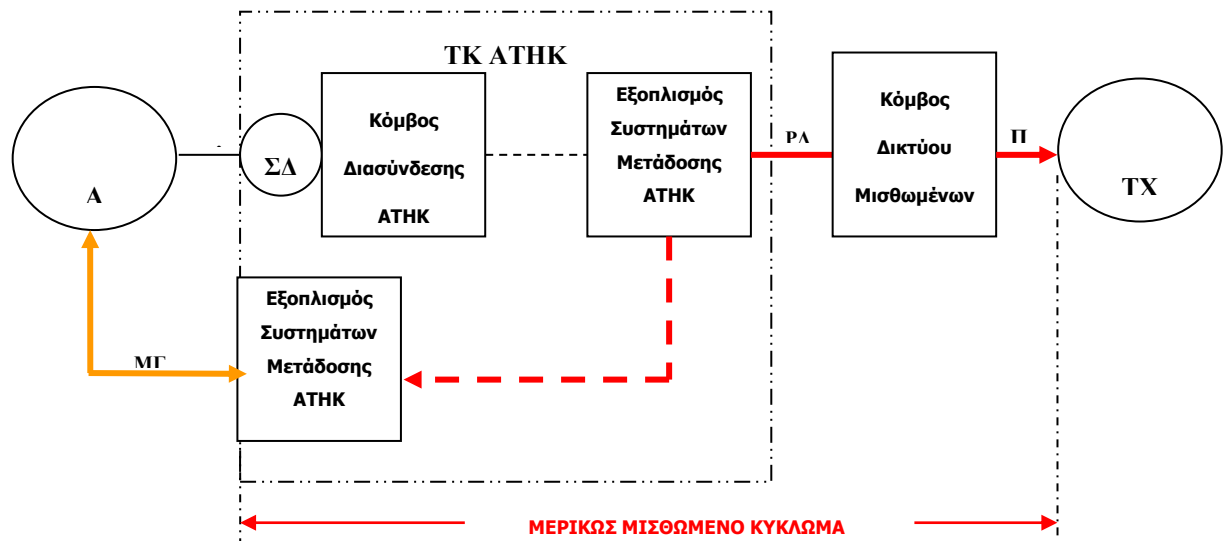 ΤΚ ΑΤΗΚ
Α
ΣΔ
Κόμβος
Διασύνδεσης
ΑΤΗΚ
Εξοπλισμός
Συστημάτων
Μετάδοσης
ΑΤΗΚ
Κόμβος
Δικτύου
Μισθωμένων
Π
ΤΧ
Εξοπλισμός
Συστημάτων
Μετάδοσης
ΑΤΗΚ
ΜΓ
ΜΕΡΙΚΩΣ ΜΙΣΘΩΜΕΝΟ ΚΥΚΛΩΜΑ